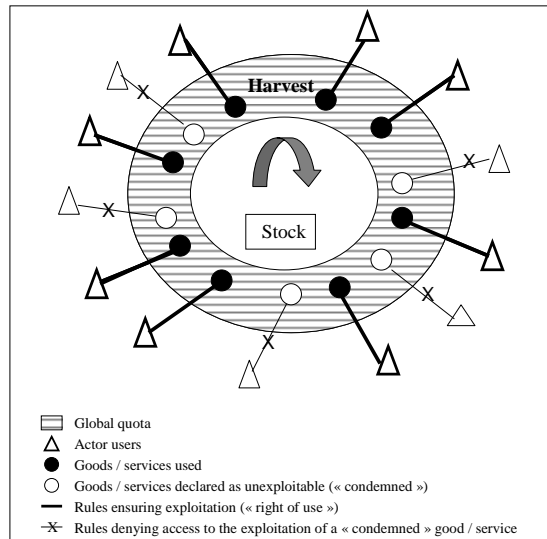 Harvest
X
X
X
X
X
X
Stock
Global quota
Actor users
Goods / services used
Goods / services declared as unexploitable (« condemned »)
Rules ensuring exploitation (« right of use »)
X Rules denying access to the exploitation of a « condemned » good / service